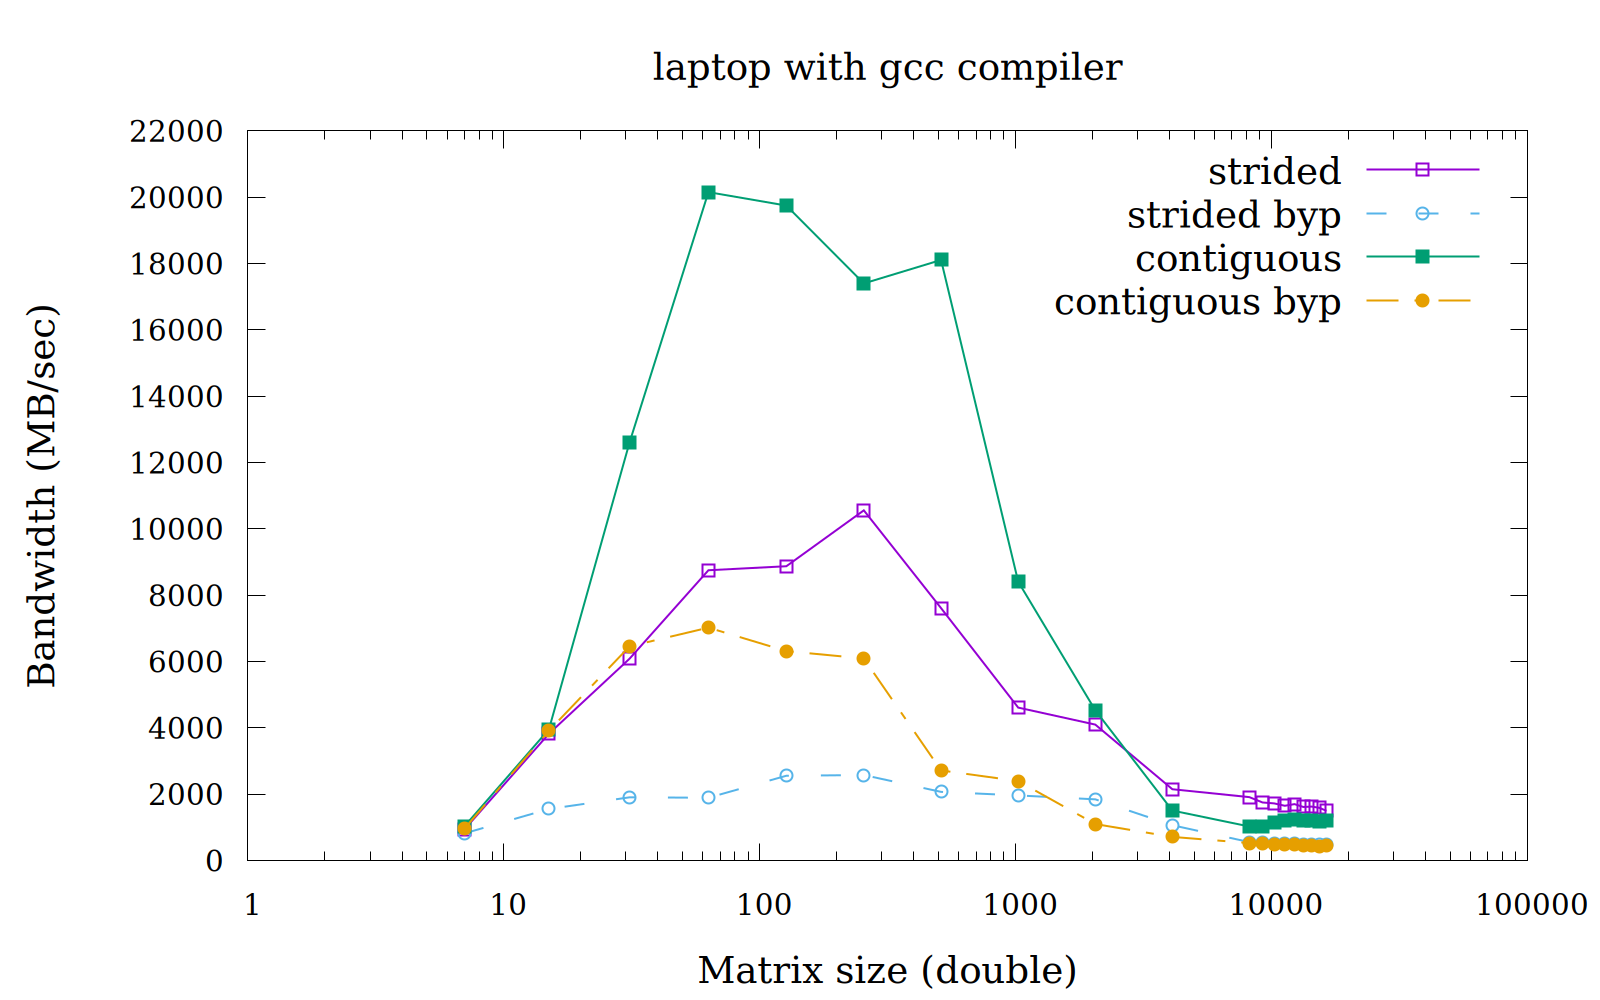 laptop with gcc compiler
22000
20000
18000
16000
14000
12000
10000
8000
6000
4000
2000
0
Bandwidth (MB/sec)
strided
strided byp
contiguous
contiguous byp
1 10 100 1000 10000 100000
Matrix size (double)